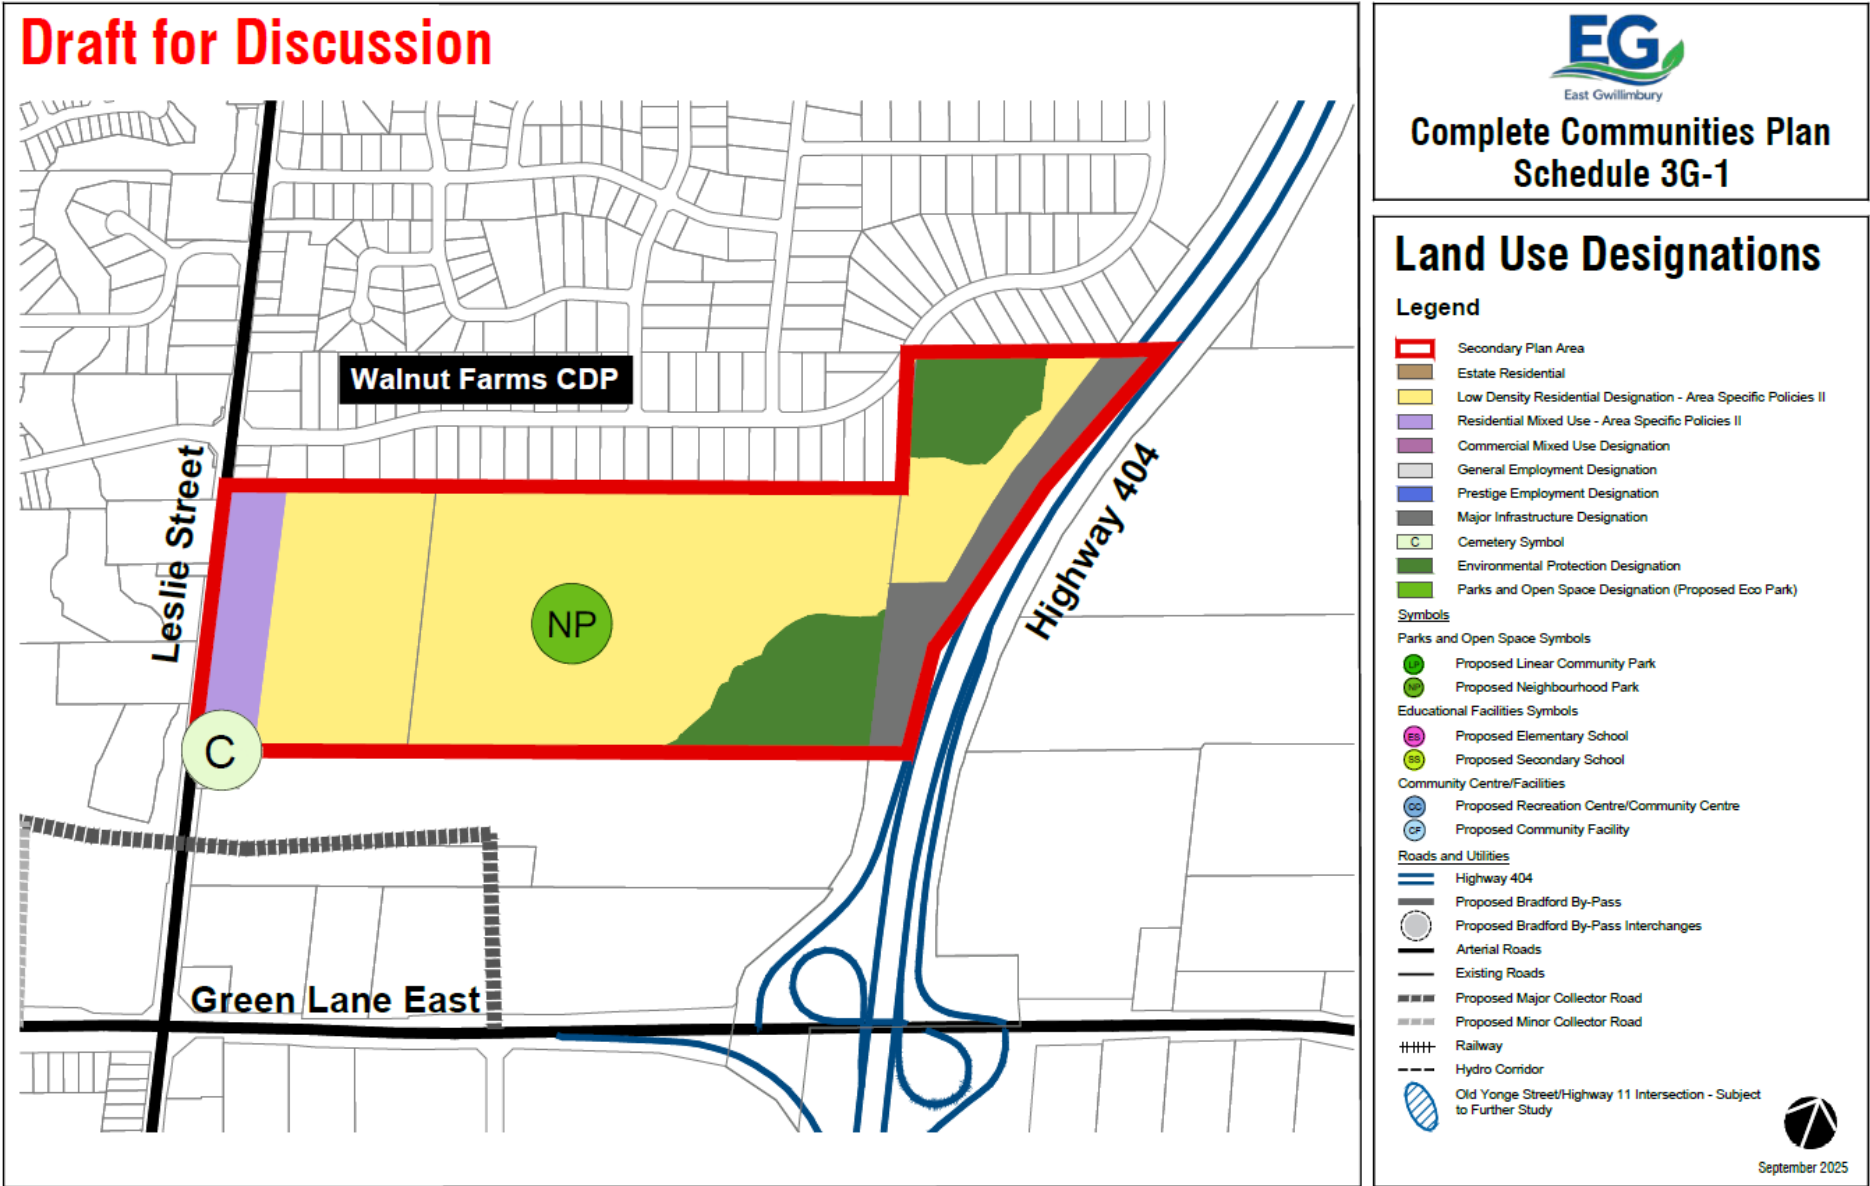 Draft for Discussion
Walnut Farms CDP
Leslie Street
Highway 404
NP
C
Green Lane East
EG
East Gwillimbury
Complete Communities Plan
Schedule 3G-1
Land Use Designations
Legend
Secondary Plan Area
Estate Residential
Low Density Residential Designation - Area Specific Policies II
Residential Mixed Use - Area Specific Policies II
Commercial Mixed Use Designation
General Employment Designation
Prestige Employment Designation
Major Infrastructure Designation
C Cemetery Symbol
Environmental Protection Designation
Parks and Open Space Designation (Proposed Eco Park)
Symbols
Parks and Open Space Symbols
LP Proposed Linear Community Park
NP Proposed Neighbourhood Park
Educational Facilities Symbols
ES Proposed Elementary School
SS Proposed Secondary School
Community Centre/Facilities
CC Proposed Recreation Centre/Community Centre
CF Proposed Community Facility
Roads and Utilities
Highway 404
Proposed Bradford By-Pass
Proposed Bradford By-Pass Interchanges
Arterial Roads
Existing Roads
Proposed Major Collector Road
Proposed Minor Collector Road
Railway
Hydro Corridor
Old Yonge Street/Highway 11 Intersection - Subject
to Further Study
September 2025